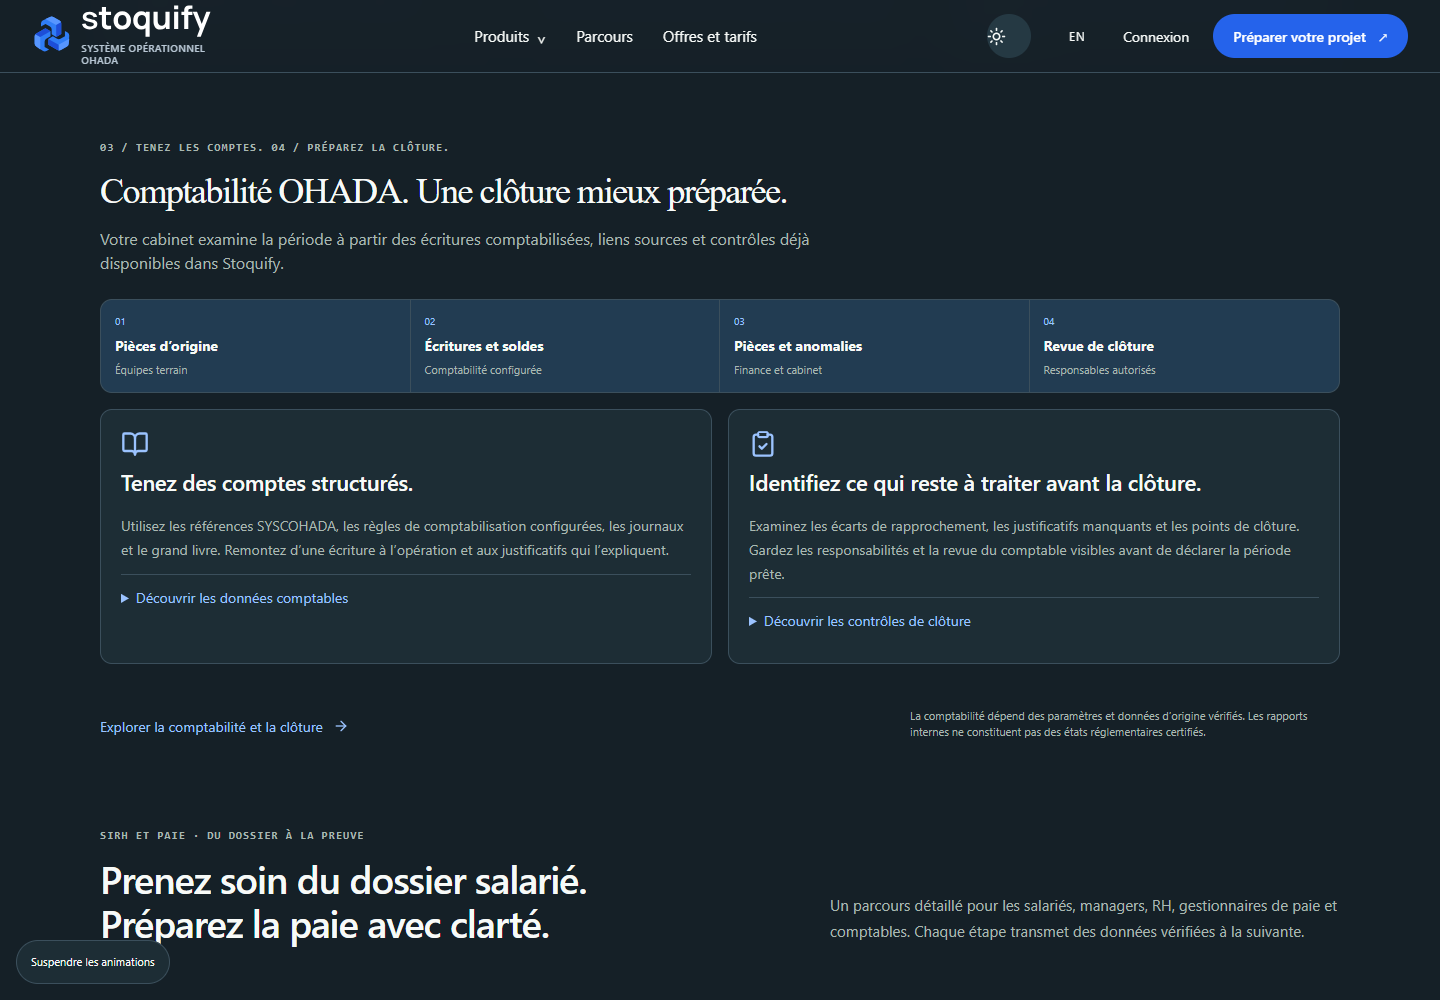 stoquify
SYSTÈME OPÉRATIONNEL
OHADA
Produits
Parcours
Offres et tarifs
EN
Connexion
Préparer votre projet ↗
03 / TENEZ LES COMPTES. 04 / PRÉPAREZ LA CLÔTURE.
Comptabilité OHADA. Une clôture mieux préparée.
Votre cabinet examine la période à partir des écritures comptabilisées, liens sources et contrôles déjà
disponibles dans Stoquify.
01
Pièces d’origine
Équipes terrain
02
Écritures et soldes
Comptabilité configurée
03
Pièces et anomalies
Finance et cabinet
04
Revue de clôture
Responsables autorisés
Tenez des comptes structurés.
Utilisez les références SYSCOHADA, les règles de comptabilisation configurées, les journaux
et le grand livre. Remontez d’une écriture à l’opération et aux justificatifs qui l’expliquent.
Découvrir les données comptables
Identifiez ce qui reste à traiter avant la clôture.
Examinez les écarts de rapprochement, les justificatifs manquants et les points de clôture.
Gardez les responsabilités et la revue du comptable visibles avant de déclarer la période
prête.
Découvrir les contrôles de clôture
Explorer la comptabilité et la clôture →
La comptabilité dépend des paramètres et données d’origine vérifiés. Les rapports
internes ne constituent pas des états réglementaires certifiés.
SIRH ET PAIE · DU DOSSIER À LA PREUVE
Prenez soin du dossier salarié.
Préparez la paie avec clarté.
Un parcours détaillé pour les salariés, managers, RH, gestionnaires de paie et
comptables. Chaque étape transmet des données vérifiées à la suivante.
Suspendre les animations